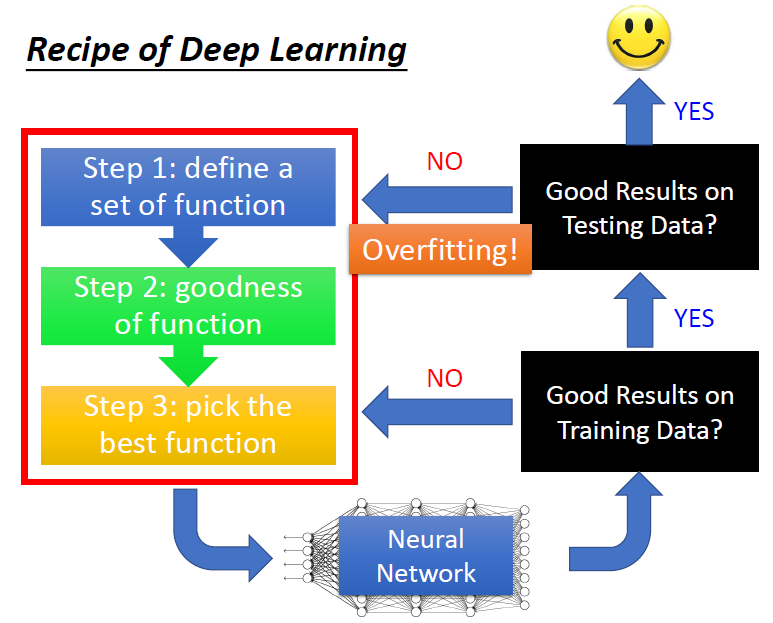 Recipe of Deep Learning
YES
NO
Step 1: define a
set of function
Good Results on
Testing Data?
Overfitting!
Step 2: goodness
of function
YES
NO
Step 3: pick the
best function
Good Results on
Training Data?
Neural
Network